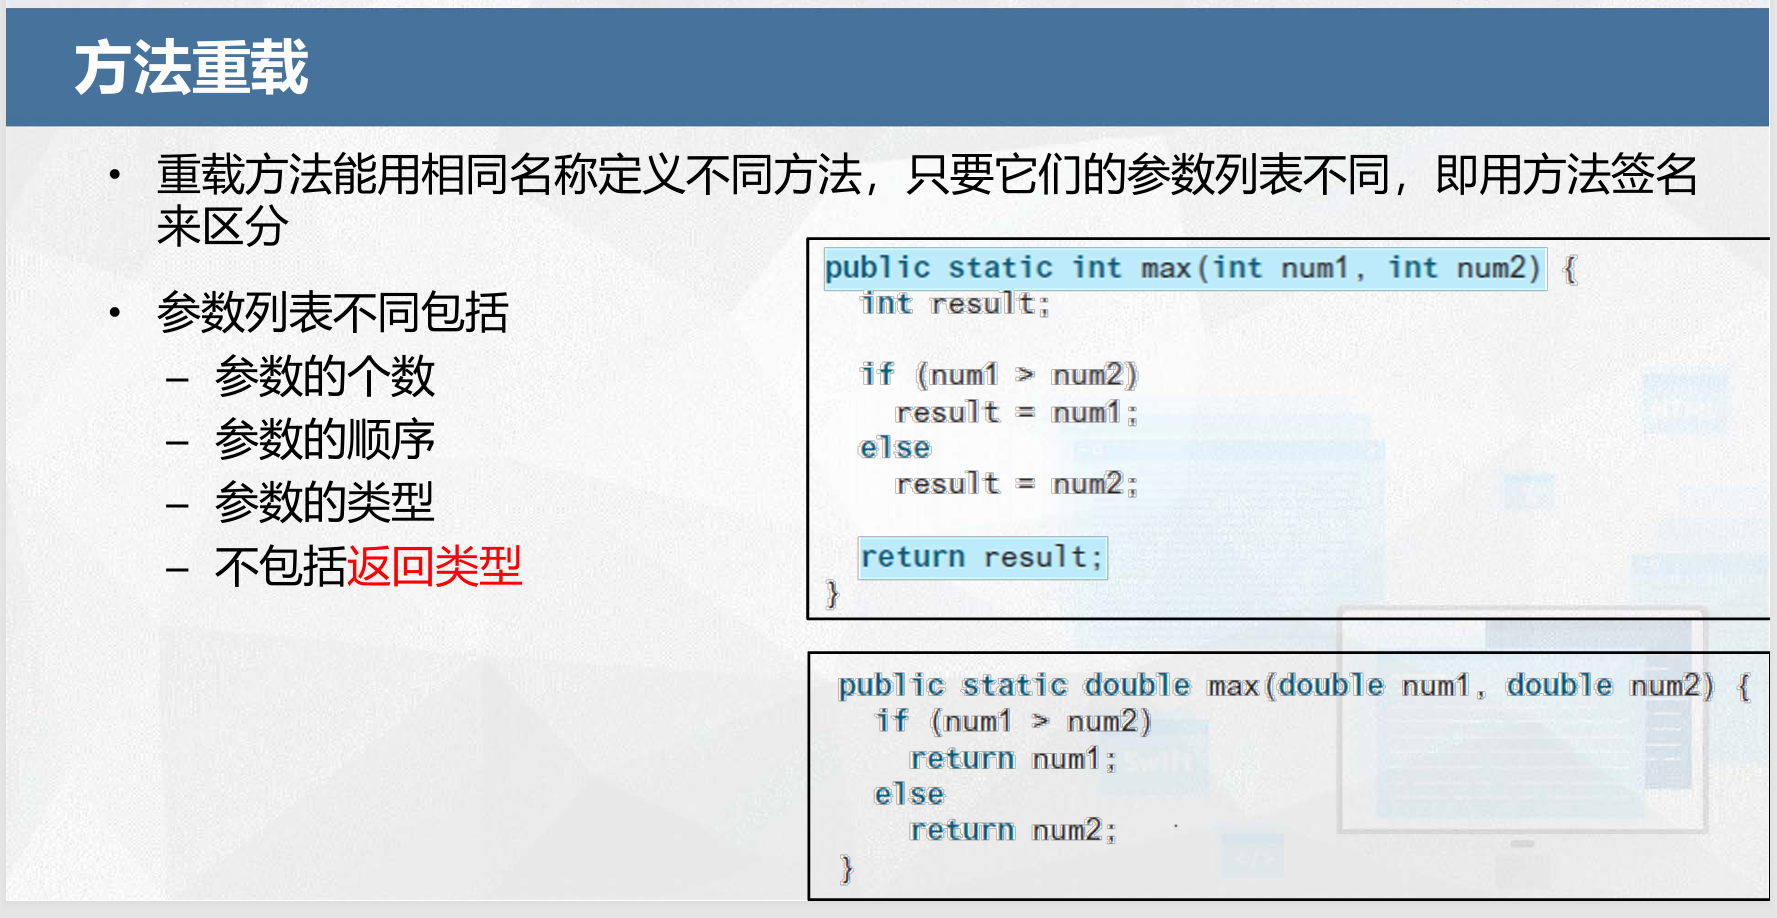 方法重载
• 重载方法能用相同名称定义不同方法，只要它们的参数列表不同，即用方法签名
来区分
• 参数列表不同包括
– 参数的个数
– 参数的顺序
– 参数的类型
– 不包括返回类型
public static int max(int num1, int num2) {
int result;
if (num1 > num2)
result = num1;
else
result = num2;
return result;
}
public static double max(double num1, double num2) {
if (num1 > num2)
return num1;
else
return num2;
}